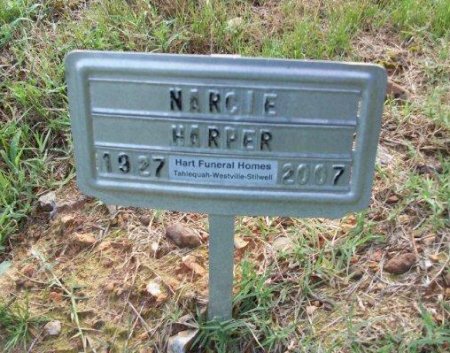 NARCIE
HARPER
1927 Hart Funeral Homes 2007
Tahlequah-Westville-Stilwell